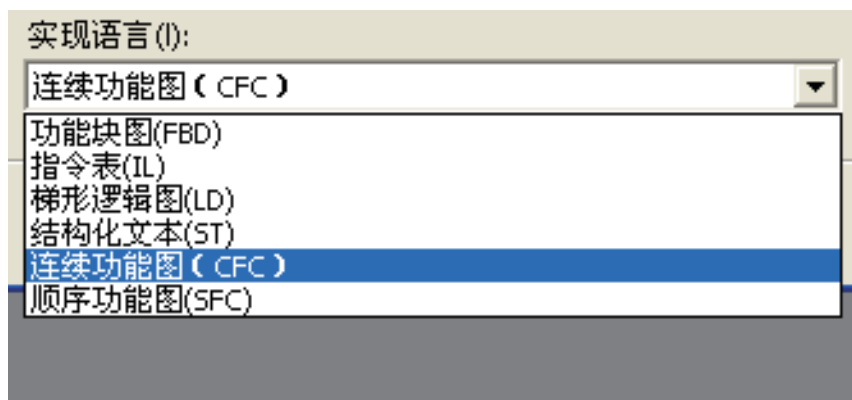 实现语言(I):
连续功能图（CFC）
功能块图(FBD)
指令表(IL)
梯形逻辑图(LD)
结构化文本(ST)
连续功能图（CFC）
顺序功能图(SFC)